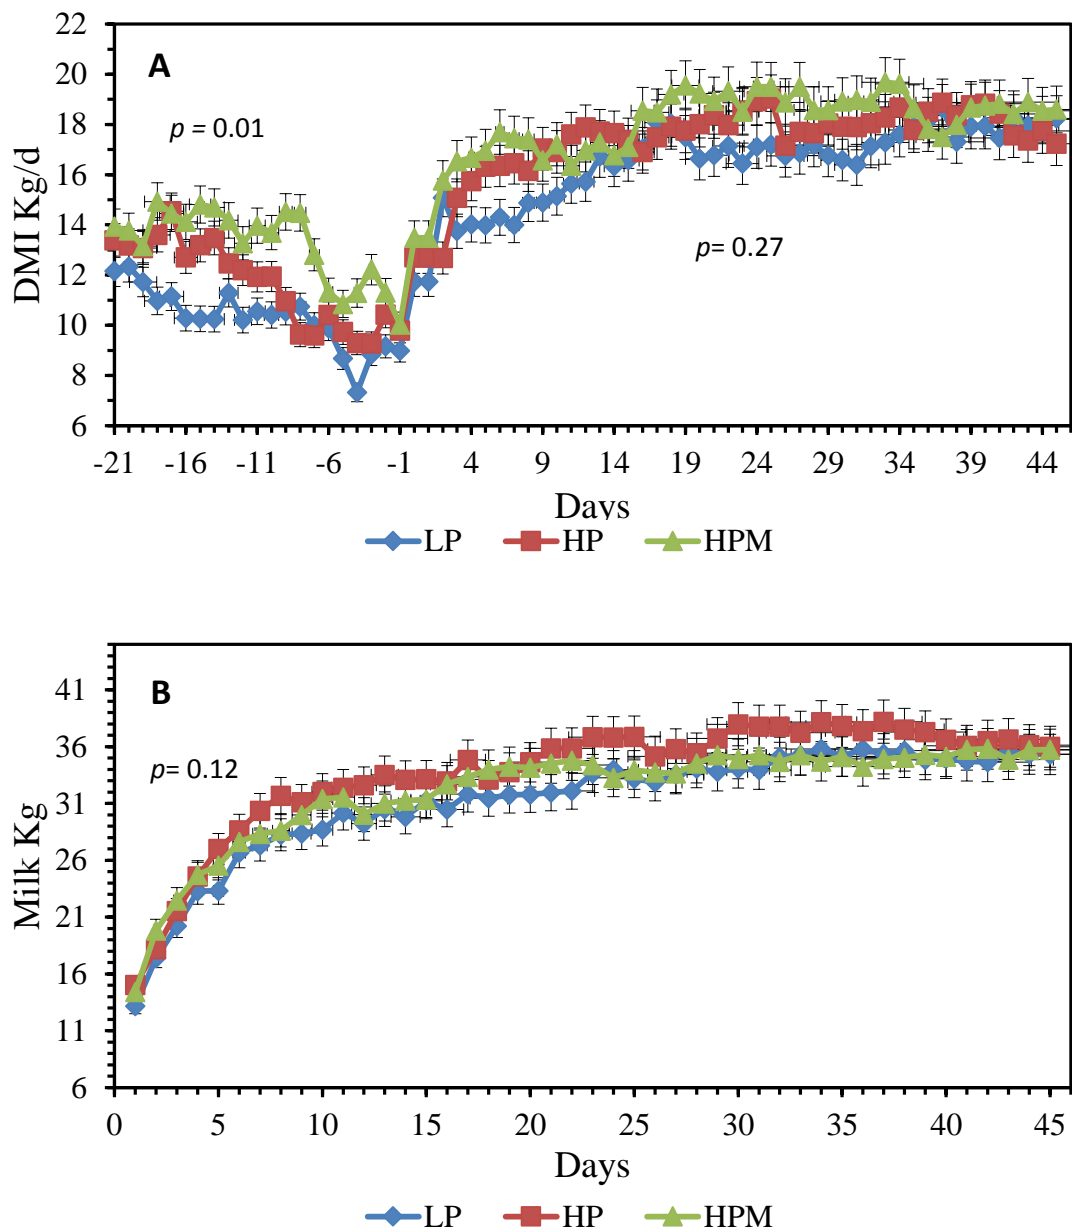 22
A
20
DMI Kg/d
18
p = 0.01
16
14
p= 0.27
12
10
8
6
-21 -16 -11 -6 -1 4 9 14 19 24 29 34 39 44
Days
LP HP HPM
41
B
36
p= 0.12
31
Milk Kg
26
21
16
11
6
0 5 10 15 20 25 30 35 40 45
Days
LP HP HPM